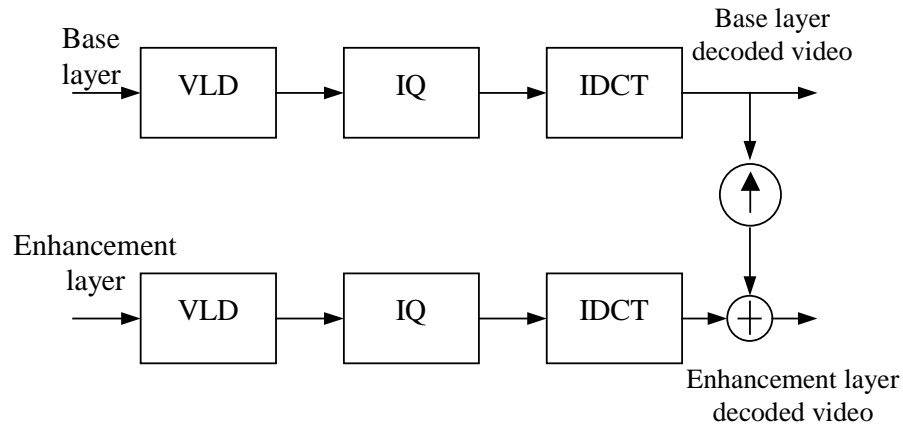 Base
layer
VLD
IQ
IDCT
Base layer
decoded video
Enhancement
layer
VLD
IQ
IDCT
Enhancement layer
decoded video